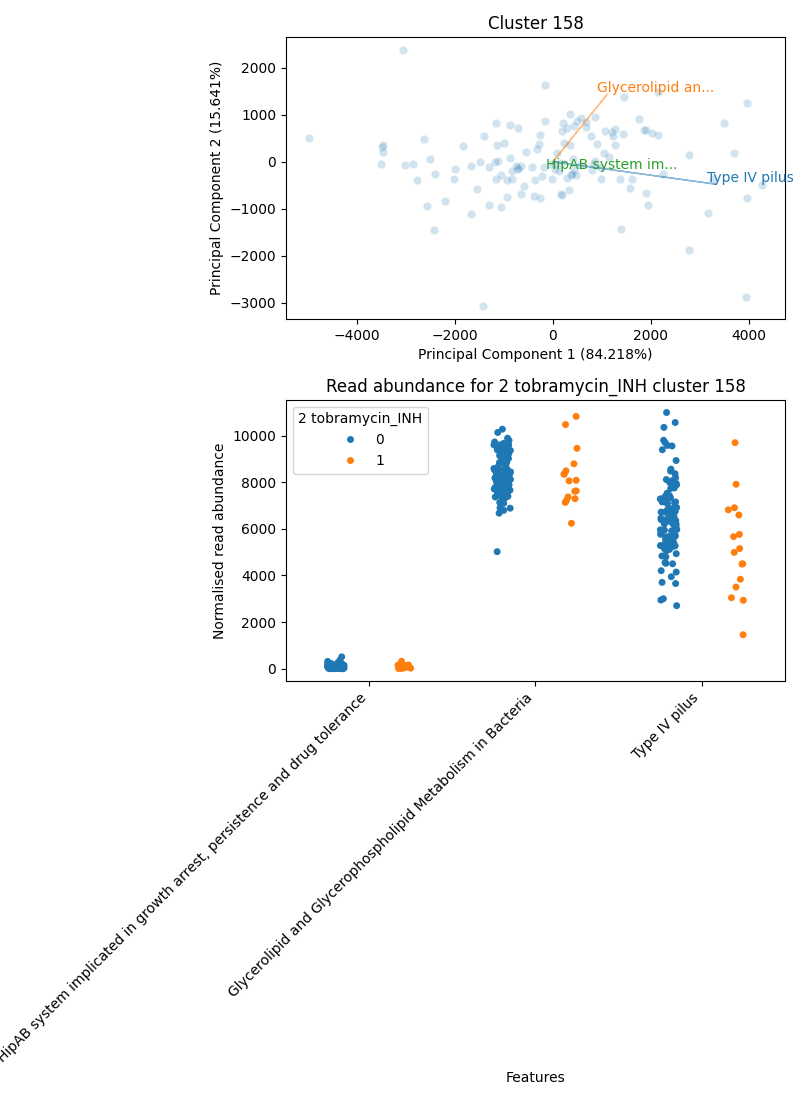 Cluster 158
Principal Component 2 (15.641%)
2000
1000
0
−1000
−2000
−3000
Glycerolipid an...
HipAB system im...
Type IV pilus
−4000
−2000
0
2000
4000
Principal Component 1 (84.218%)
Read abundance for 2 tobramycin_INH cluster 158
2 tobramycin_INH
0
1
Normalised read abundance
10000
8000
6000
4000
2000
0
HipAB system implicated in growth arrest, persistence and drug tolerance
Glycerolipid and Glycerophospholipid Metabolism in Bacteria
Type IV pilus
Features